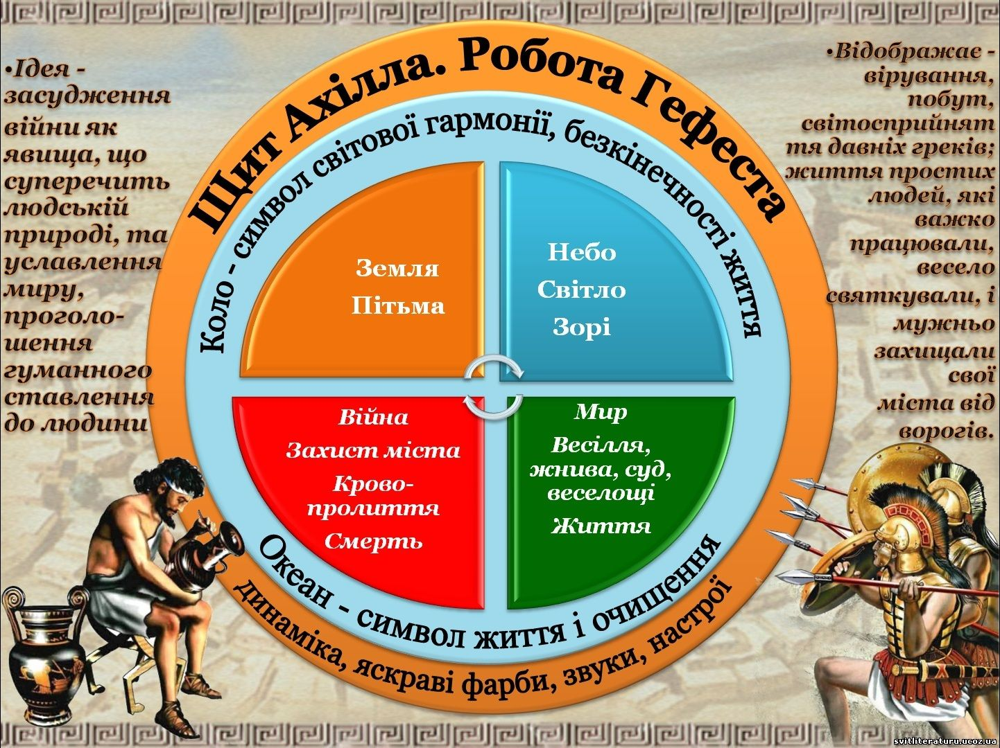 Щит Ахілла. Робота Гефеста
•Ідея -
засудження
війни як
явища, що
суперечить
людській
природі, та
уславлення
миру,
проголо-
шення
гуманного
ставлення
до людини
Коло - символ світової гармонії, безкінечності життя
Земля
Пітьма
Небо
Світло
Зорі
Війна
Захист міста
Крово-
пролиття
Смерть
Мир
Весілля,
жнива, суд,
веселощі
Життя
Океан - символ життя і очищення
динаміка, яскраві фарби, звуки, настрої
•Відображає -
вірування,
побут,
світосприйнят
тя давніх греків;
життя простих
людей, які
важко
працювали,
весело
святкували, і
мужньо
захищали
свої
міста від
ворогів.
svitliteraturu.ucoz.ua